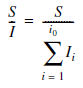 S/I = S / ∑_{i = 1}^{i_0} I_i